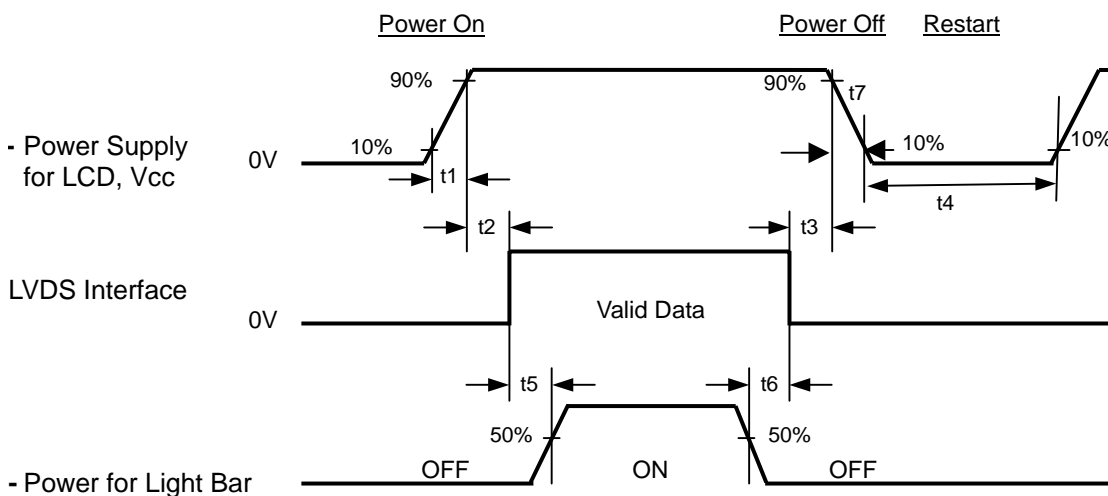 Power On
Power Off
Restart
90%
90%
t7
- Power Supply
for LCD, Vcc
0V
10%
10%
10%
t1
t4
t2
t3
LVDS Interface
0V
Valid Data
t5
t6
50%
50%
- Power for Light Bar
OFF
ON
OFF